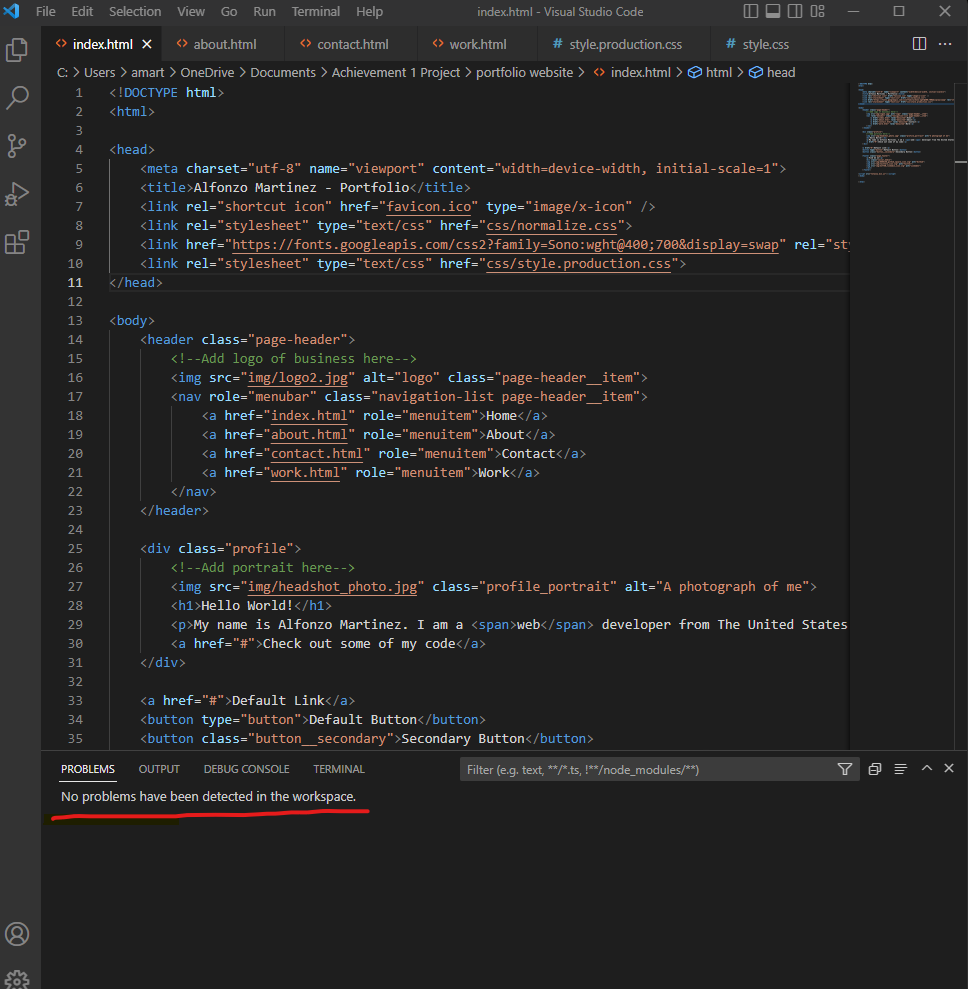 File Edit Selection View Go Run Terminal Help index.html - Visual Studio Code
index.html about.html contact.html work.html # style.production.css # style.css
C: > Users > amart > OneDrive > Documents > Achievement 1 Project > portfolio website > index.html > html > head
1 <!DOCTYPE html>
2 <html>
3
4 <head>
5 <meta charset="utf-8" name="viewport" content="width=device-width, initial-scale=1">
6 <title>Alfonzo Martinez - Portfolio</title>
7 <link rel="shortcut icon" href="favicon.ico" type="image/x-icon" />
8 <link rel="stylesheet" type="text/css" href="css/normalize.css">
9 <link href="https://fonts.googleapis.com/css2?family=Sono:wght@400;700&display=swap" rel="sty
10 <link rel="stylesheet" type="text/css" href="css/style.production.css">
11 </head>
12
13 <body>
14 <header class="page-header">
15 <!--Add logo of business here-->
16 <img src="img/logo2.jpg" alt="logo" class="page-header__item">
17 <nav role="menubar" class="navigation-list page-header__item">
18 <a href="index.html" role="menuitem">Home</a>
19 <a href="about.html" role="menuitem">About</a>
20 <a href="contact.html" role="menuitem">Contact</a>
21 <a href="work.html" role="menuitem">Work</a>
22 </nav>
23 </header>
24
25 <div class="profile">
26 <!--Add portrait here-->
27 <img src="img/headshot_photo.jpg" class="profile_portrait" alt="A photograph of me">
28 <h1>Hello World!</h1>
29 <p>My name is Alfonzo Martinez. I am a <span>web</span> developer from The United States
30 <a href="#">Check out some of my code</a>
31 </div>
32
33 <a href="#">Default Link</a>
34 <button type="button">Default Button</button>
35 <button class="button__secondary">Secondary Button</button>
PROBLEMS OUTPUT DEBUG CONSOLE TERMINAL Filter (e.g. text, **/*.ts, !**/node_modules/**)
No problems have been detected in the workspace.